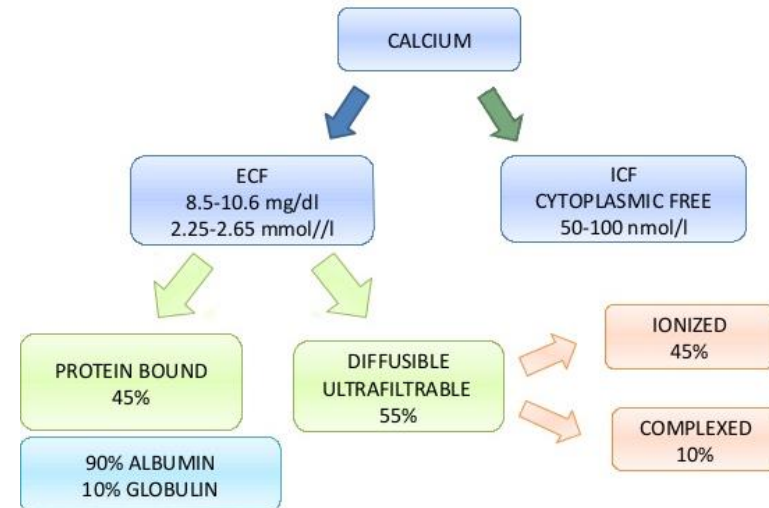 CALCIUM
ECF
8.5-10.6 mg/dl
2.25-2.65 mmol//l
ICF
CYTOPLASMIC FREE
50-100 nmol/l
PROTEIN BOUND
45%
90% ALBUMIN
10% GLOBULIN
DIFFUSIBLE
ULTRAFILTRABLE
55%
IONIZED
45%
COMPLEXED
10%